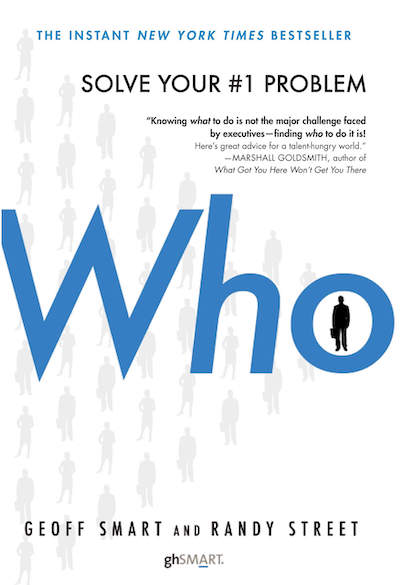 THE INSTANT NEW YORK TIMES BESTSELLER
SOLVE YOUR #1 PROBLEM
“Knowing what to do is not the major challenge faced
by executives—finding who to do it is!
Here’s great advice for a talent-hungry world.”
—MARSHALL GOLDSMITH, author of
What Got You Here Won’t Get You There
Who
GEOFF SMART AND RANDY STREET
ghSMART.